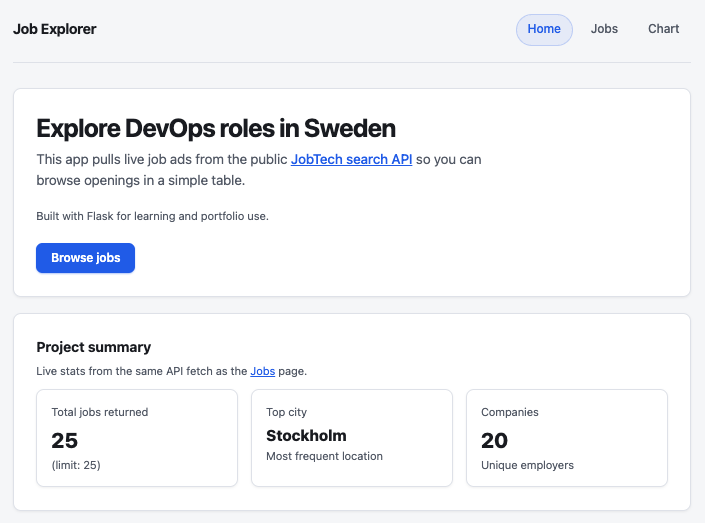 Job Explorer
Home
Jobs
Chart
Explore DevOps roles in Sweden
This app pulls live job ads from the public JobTech search API so you can
browse openings in a simple table.
Built with Flask for learning and portfolio use.
Browse jobs
Project summary
Live stats from the same API fetch as the Jobs page.
Total jobs returned
25
(limit: 25)
Top city
Stockholm
Most frequent location
Companies
20
Unique employers